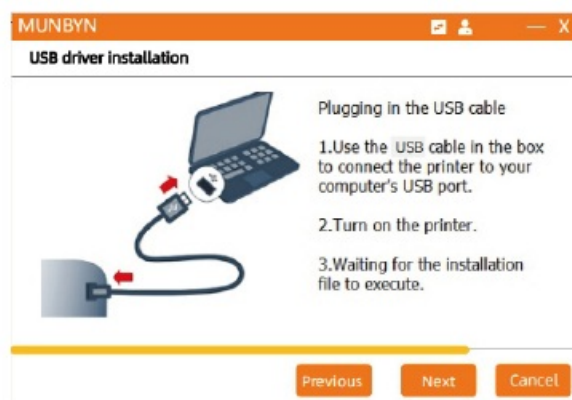 MUNBYN
USB driver installation
Plugging in the USB cable
1.Use the USB cable in the box
to connect the printer to your
computer's USB port.
2.Turn on the printer.
3.Waiting for the installation
file to execute.
Previous Next Cancel